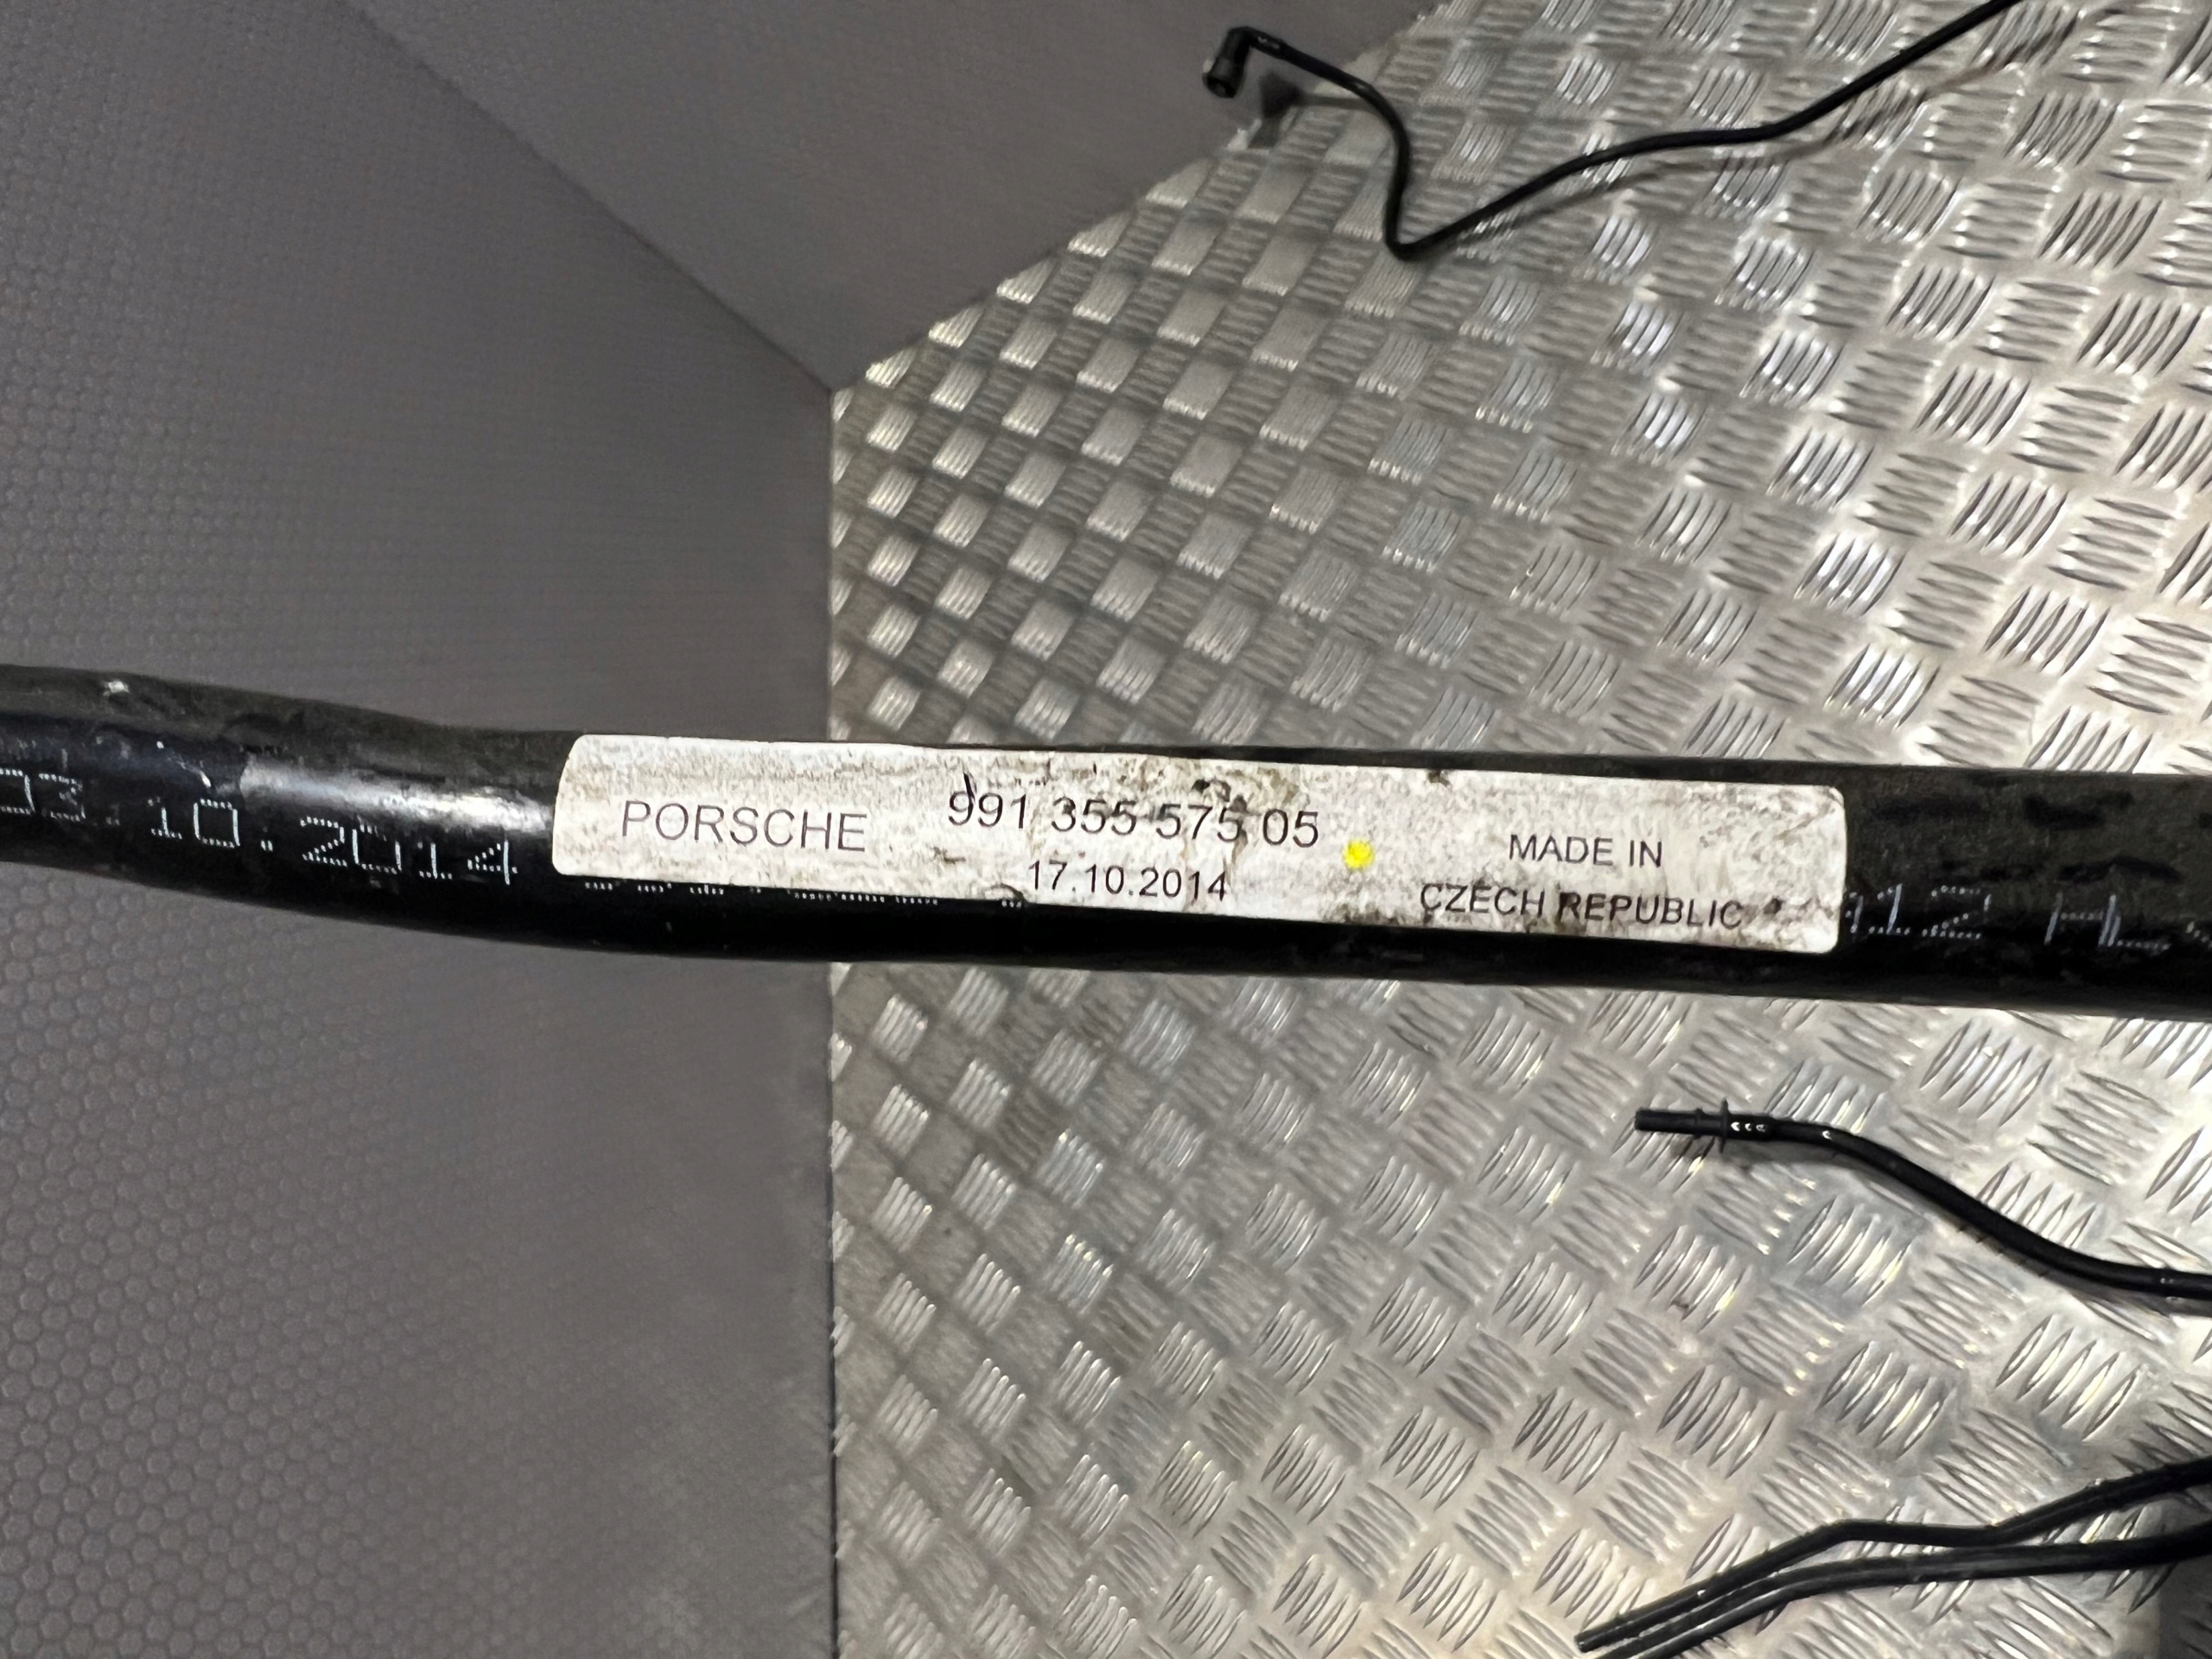 03.10.2014
PORSCHE
991 355 575 05
17.10.2014
MADE IN
CZECH REPUBLIC